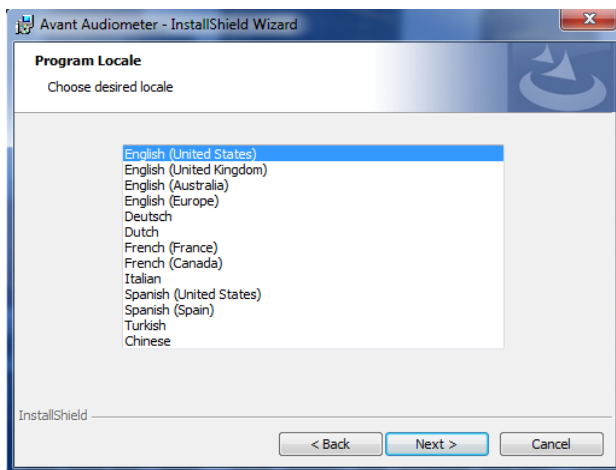 Avant Audiometer - InstallShield Wizard
Program Locale
Choose desired locale
English (United States)
English (United Kingdom)
English (Australia)
English (Europe)
Deutsch
Dutch
French (France)
French (Canada)
Italian
Spanish (United States)
Spanish (Spain)
Turkish
Chinese
InstallShield
< Back
Next >
Cancel